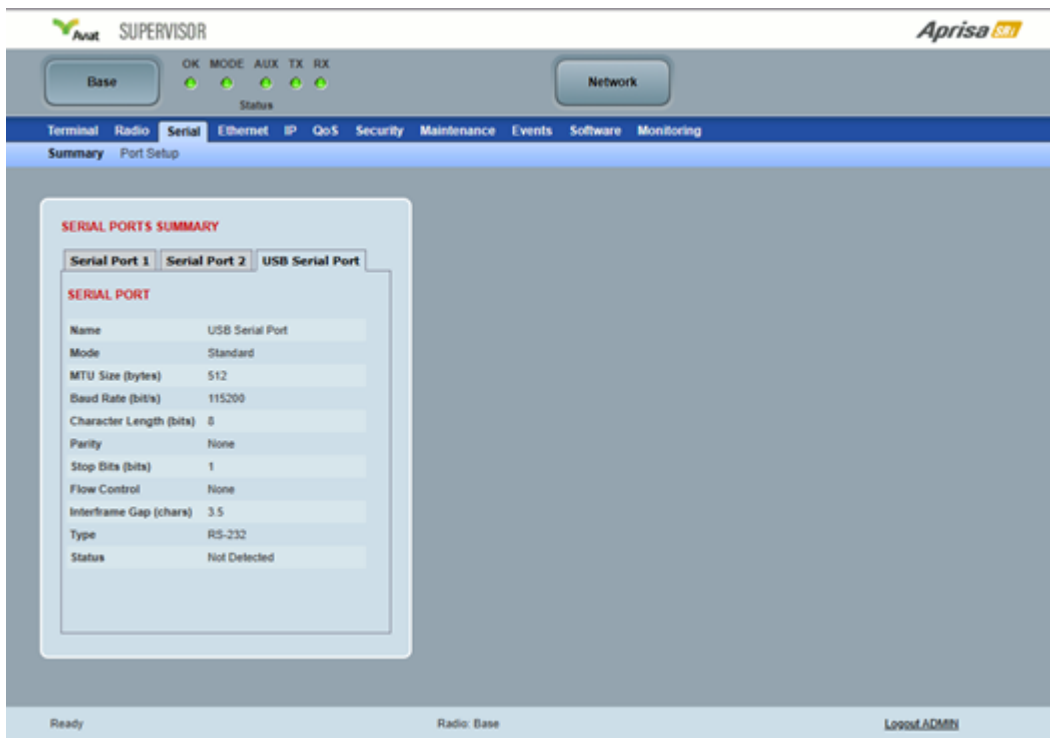 Aviat SUPERVISOR
Aprisa SRi
Base
OK MODE AUX TX RX
Status
Network
Terminal Radio Serial Ethernet IP QoS Security Maintenance Events Software Monitoring
Summary Port Setup
SERIAL PORTS SUMMARY
Serial Port 1 Serial Port 2 USB Serial Port
SERIAL PORT
Name USB Serial Port
Mode Standard
MTU Size (bytes) 512
Baud Rate (bit/s) 115200
Character Length (bits) 8
Parity None
Stop Bits (bits) 1
Flow Control None
Interframe Gap (chars) 3.5
Type RS-232
Status Not Detected
Ready Radio: Base Logout ADMIN